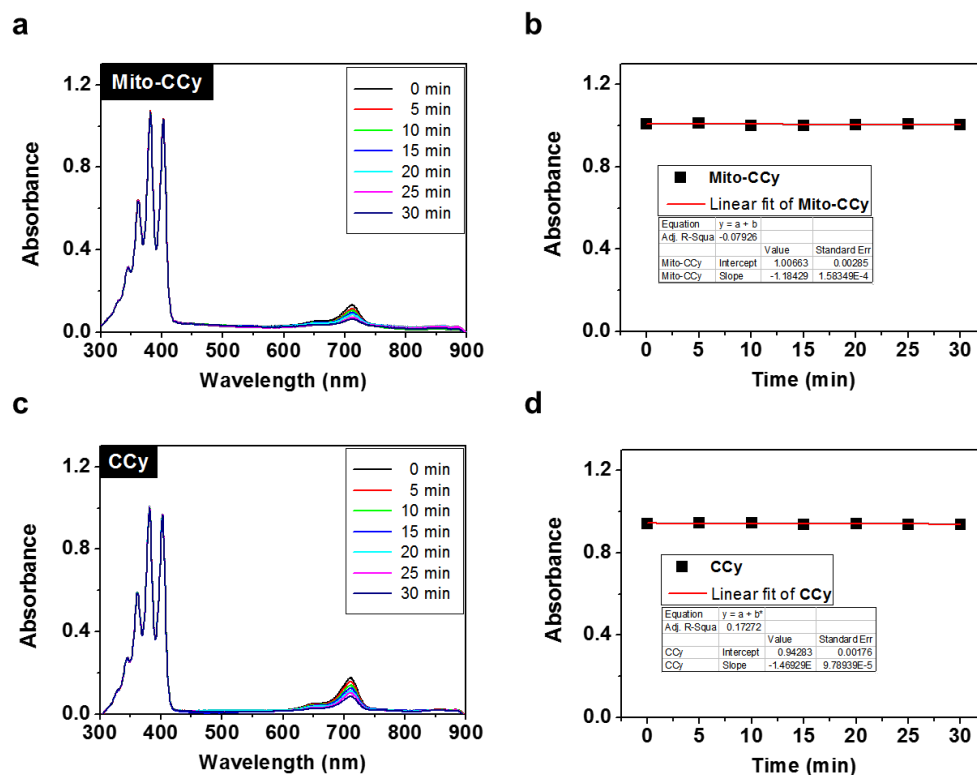 a
Mito-CCy
0 min
5 min
10 min
15 min
20 min
25 min
30 min
1.2
0.8
0.4
0.0
300 400 500 600 700 800 900
Wavelength (nm)
Absorbance
b
1.2
0.9
0.6
0.3
0.0
Mito-CCy
Linear fit of Mito-CCy
Equation y = a + b
Adj. R-Squa -0.07926
Value Standard Err
Mito-CCy Intercept 1.00663 0.00285
Mito-CCy Slope -1.18429 1.58349E-4
0 5 10 15 20 25 30
Time (min)
Absorbance
c
CCy
0 min
5 min
10 min
15 min
20 min
25 min
30 min
1.2
0.8
0.4
0.0
300 400 500 600 700 800 900
Wavelength (nm)
Absorbance
d
1.2
0.9
0.6
0.3
0.0
CCy
Linear fit of CCy
Equation y = a + b*
Adj. R-Squa 0.17272
Value Standard Err
CCy Intercept 0.94283 0.00176
CCy Slope -1.46929E 9.78939E-5
0 5 10 15 20 25 30
Time (min)
Absorbance